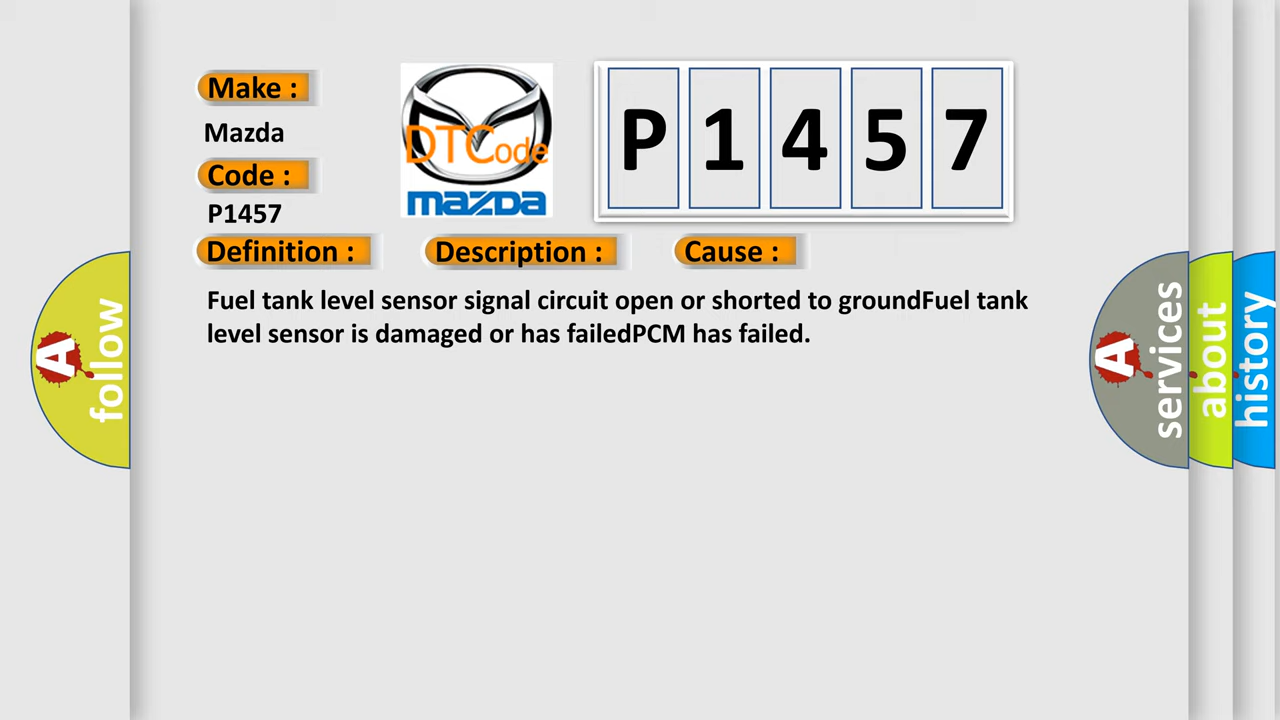 Make :
Mazda
Code :
P1457
DTCode
mazda
P 1 4 5 7
Definition :
Description :
Cause :
Fuel tank level sensor signal circuit open or shorted to groundFuel tank
level sensor is damaged or has failedPCM has failed.
A follow
A services
about
history